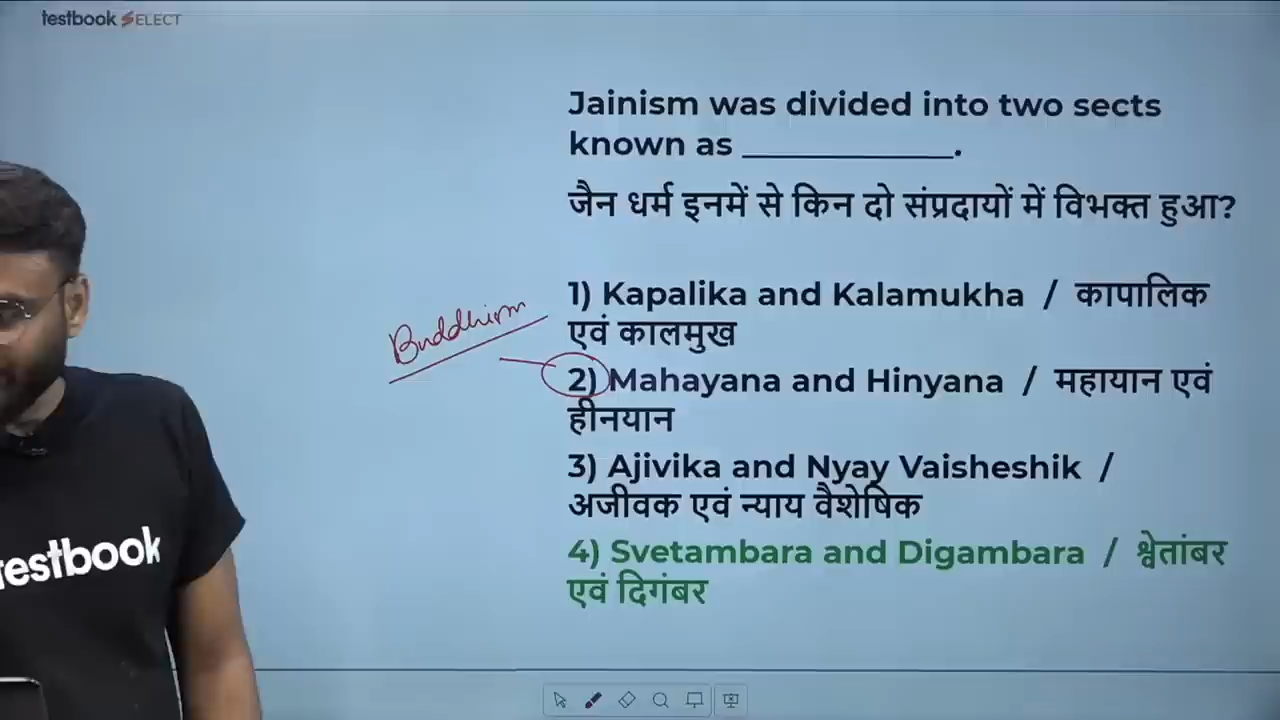 testbook SELECT
Jainism was divided into two sects
known as ____________.
जैन धर्म इनमें से किन दो संप्रदायों में विभक्त हुआ?
1) Kapalika and Kalamukha / कापालिक
एवं कालमुख
Buddhism
2) Mahayana and Hinyana / महायान एवं
हीनयान
3) Ajivika and Nyay Vaisheshik /
अजीवक एवं न्याय वैशेषिक
4) Svetambara and Digambara / श्वेतांबर
एवं दिगंबर
testbook